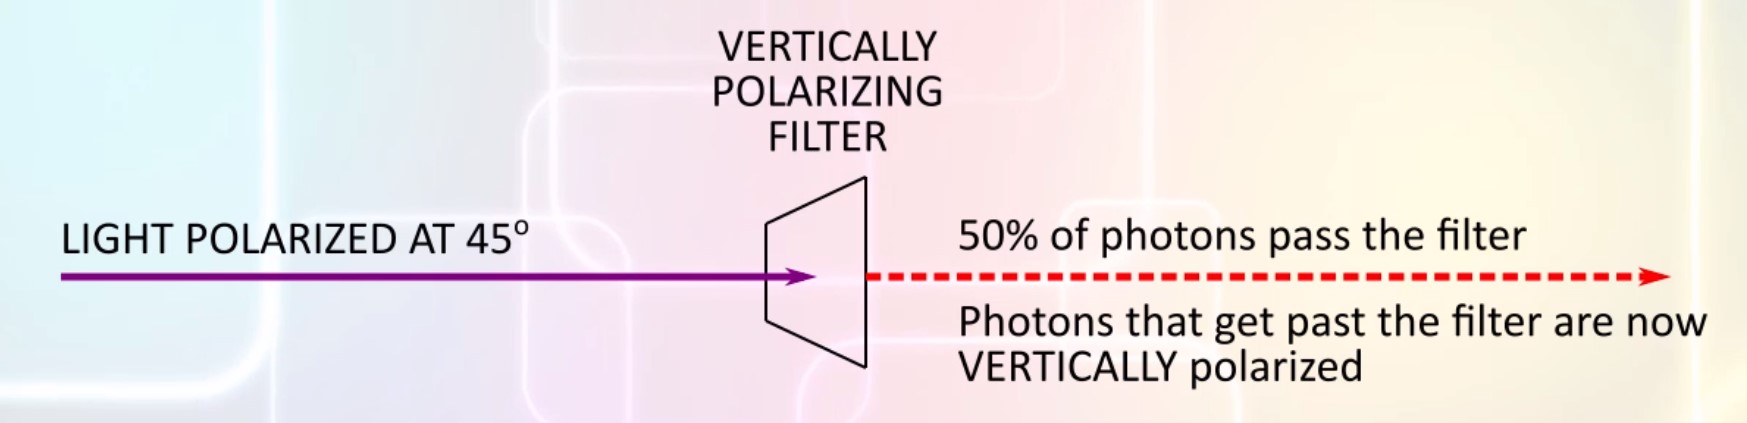 VERTICALLY
POLARIZING
FILTER
LIGHT POLARIZED AT 45º
50% of photons pass the filter
Photons that get past the filter are now
VERTICALLY polarized